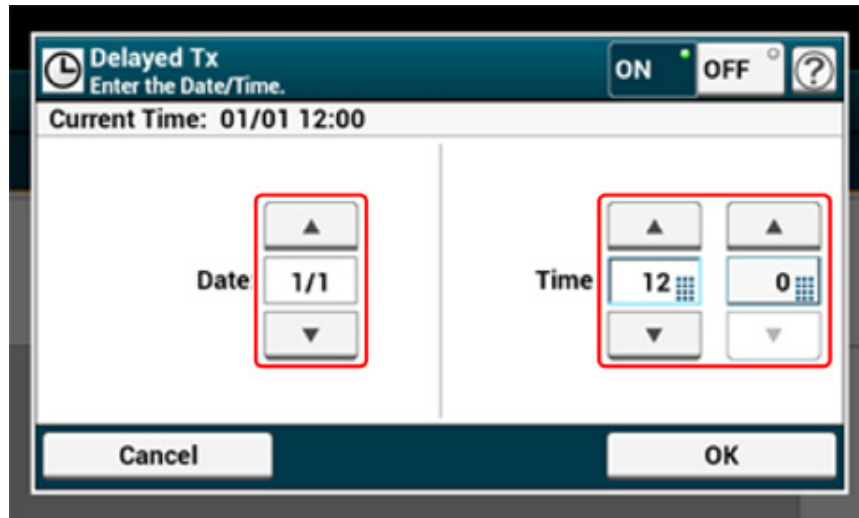 Delayed Tx
Enter the Date/Time.
ON OFF ?
Current Time: 01/01 12:00
▲ ▲ ▲
Date: 1/1 Time 12 0
▼ ▼ ▼
Cancel OK